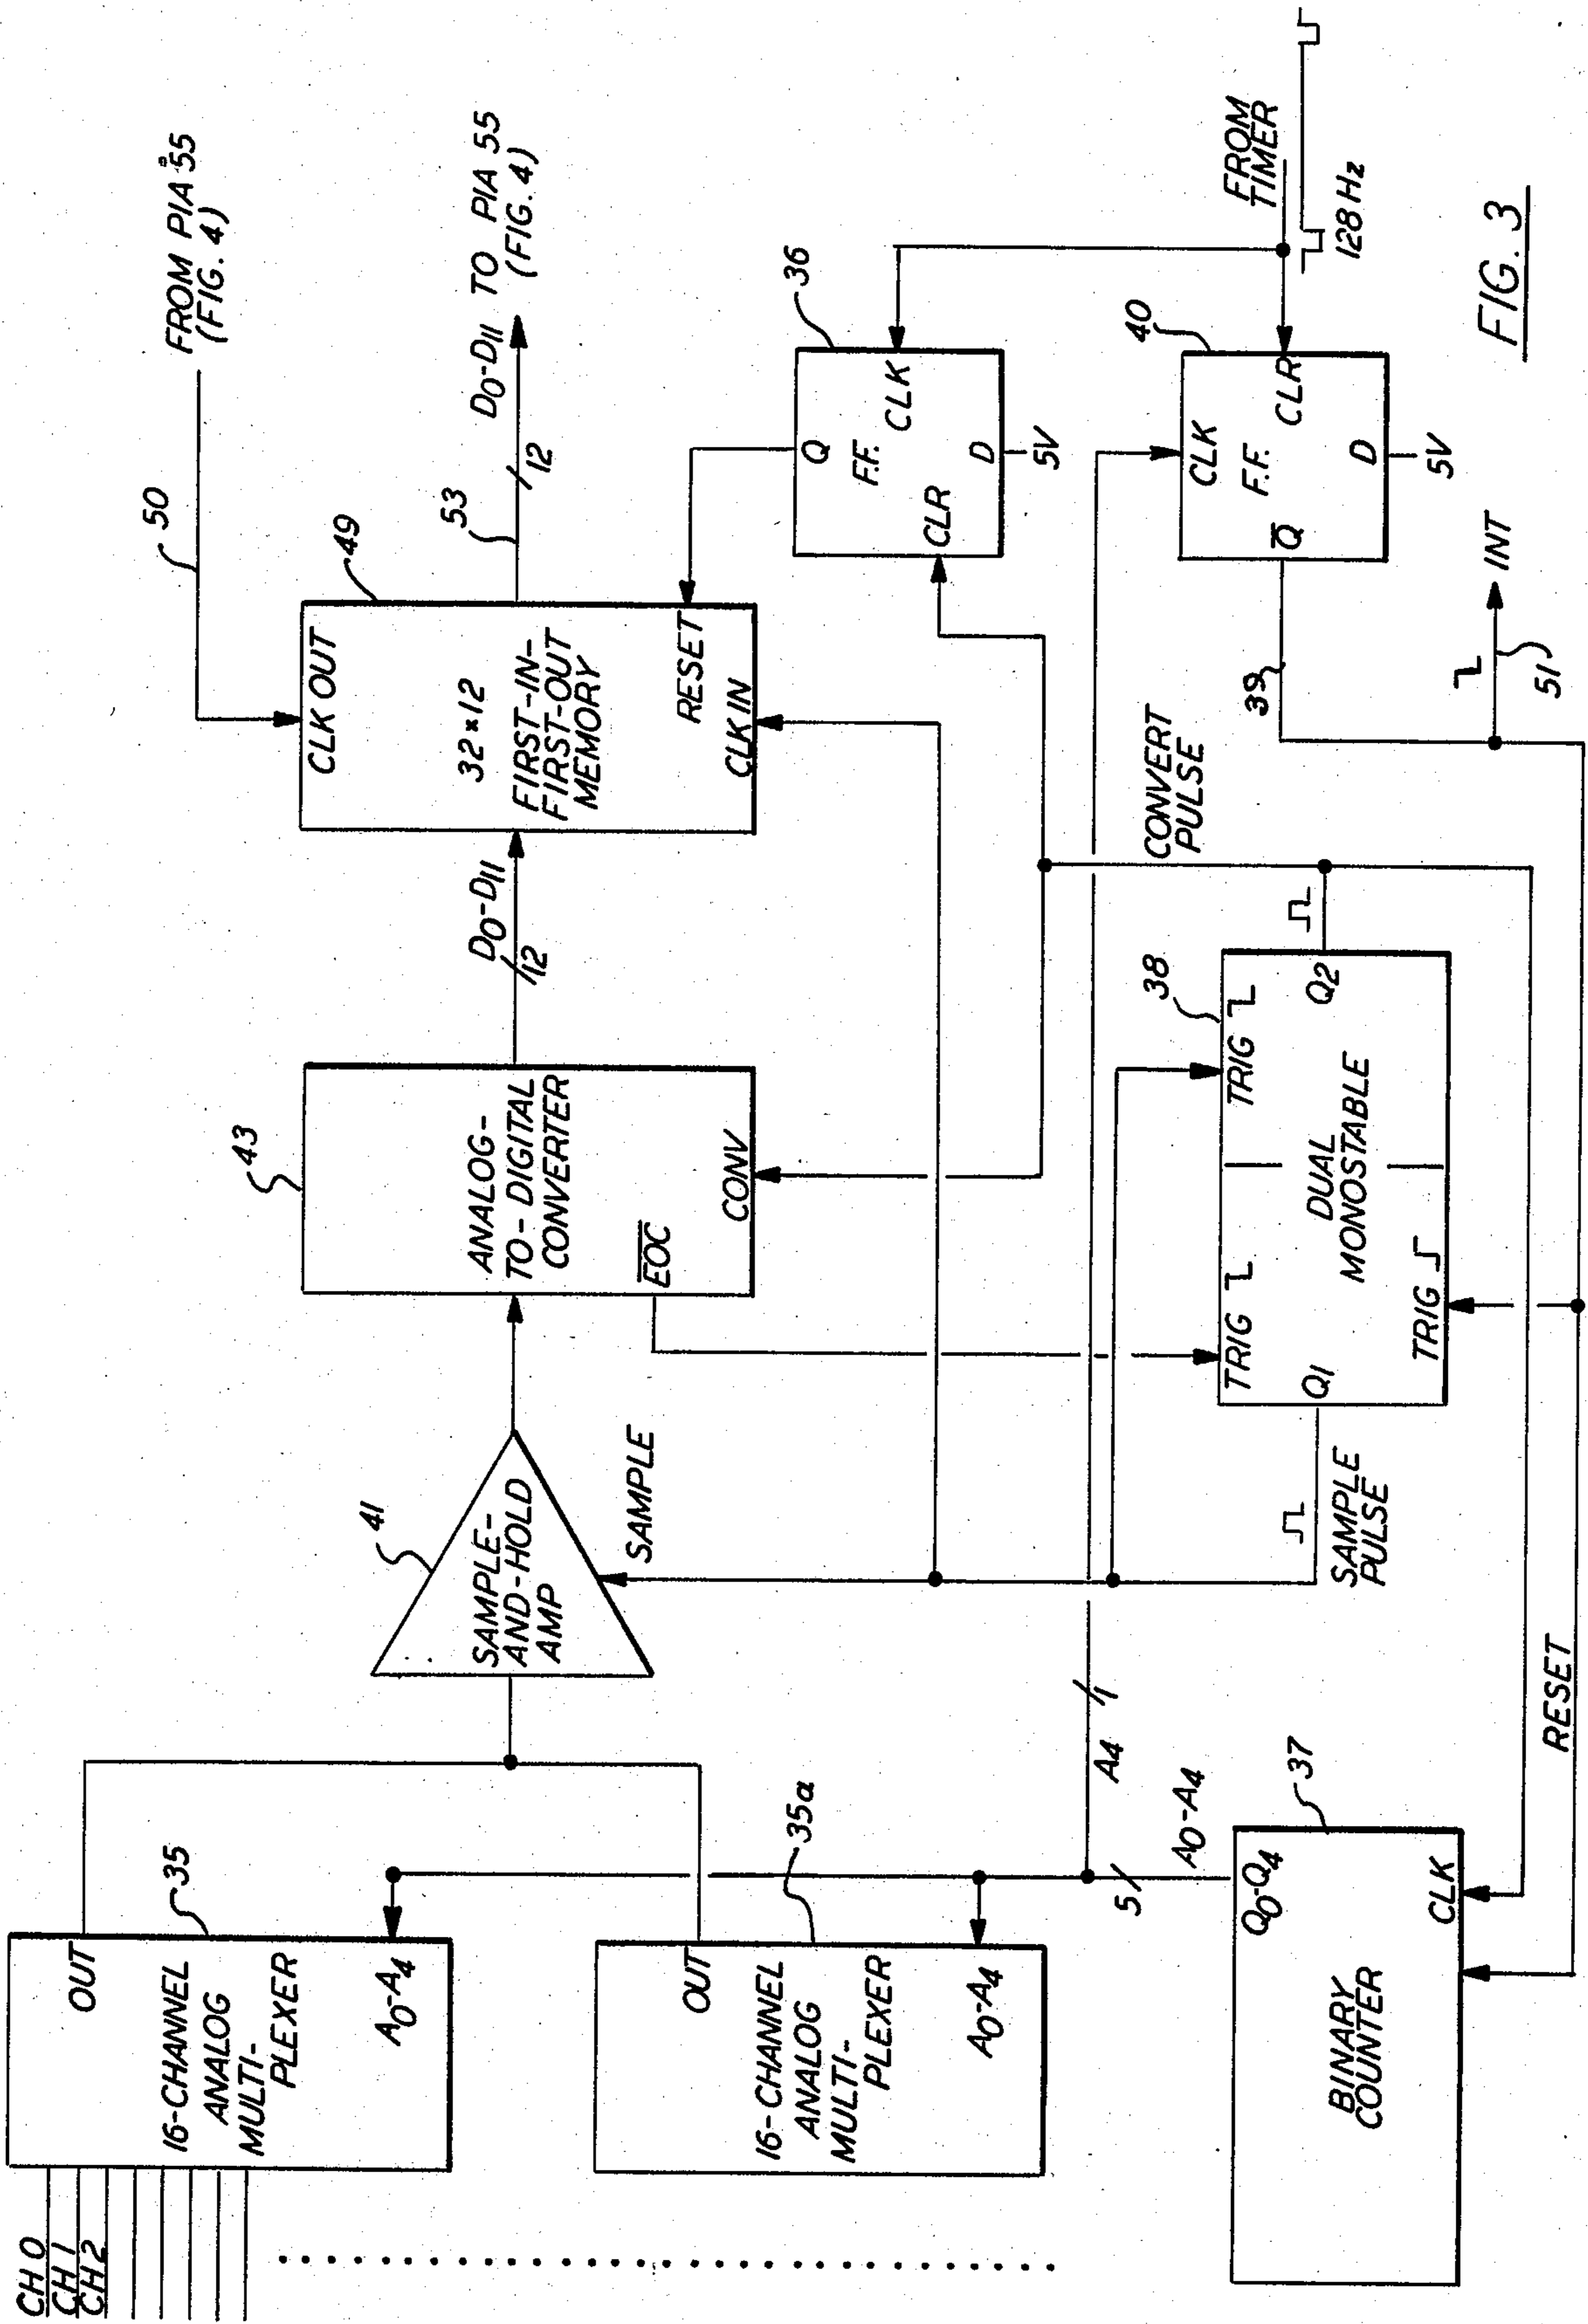 CH 0
CH 1
CH 2
OUT
16-CHANNEL
ANALOG
MULTI-
PLEXER
A0-A4
35
OUT
16-CHANNEL
ANALOG
MULTI-
PLEXER
A0-A4
35a
BINARY
COUNTER
Q0-Q4
CLK
37
A0-A4
5
A4
1
RESET
SAMPLE-
AND-HOLD
AMP
41
SAMPLE
SAMPLE
PULSE
ANALOG-
TO-DIGITAL
CONVERTER
EOC
CONV
43
D0-D11
12
TRIG
Q1
TRIG
DUAL
MONOSTABLE
TRIG
Q2
38
CONVERT
PULSE
CLK OUT
32×12
FIRST-IN-
FIRST-OUT
MEMORY
RESET
CLK IN
49
50
FROM PIA 55
(FIG. 4)
53
12
D0-D11 TO PIA 55
(FIG. 4)
Q
F.F.
CLK
CLR
D
5V
36
CLK
F.F.
CLR
Q
D
5V
40
39
INT
51
FROM
TIMER
128 Hz
FIG. 3